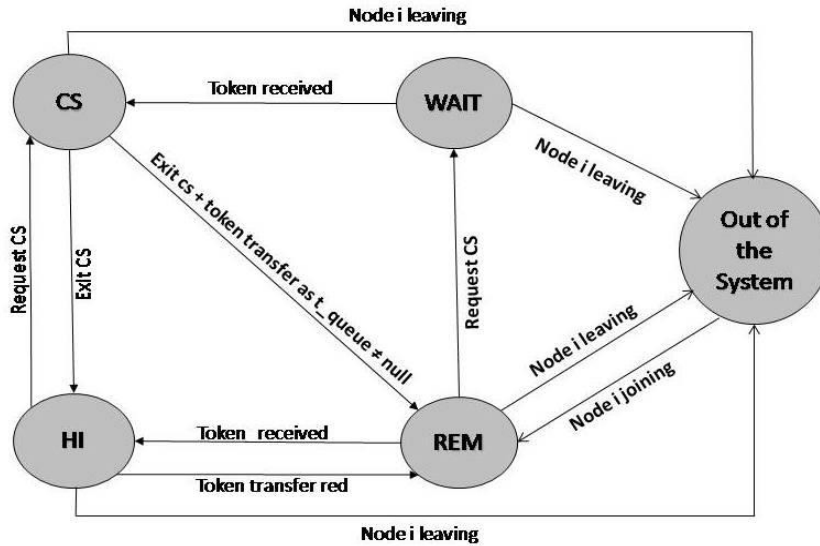 Node i leaving
CS
Token received
WAIT
Node i leaving
Exit cs + token transfer as t_queue ≠ null
Request CS
Exit CS
Request CS
Out of
the
System
Node i leaving
Node i joining
HI
Token received
REM
Token transfer red
Node i leaving